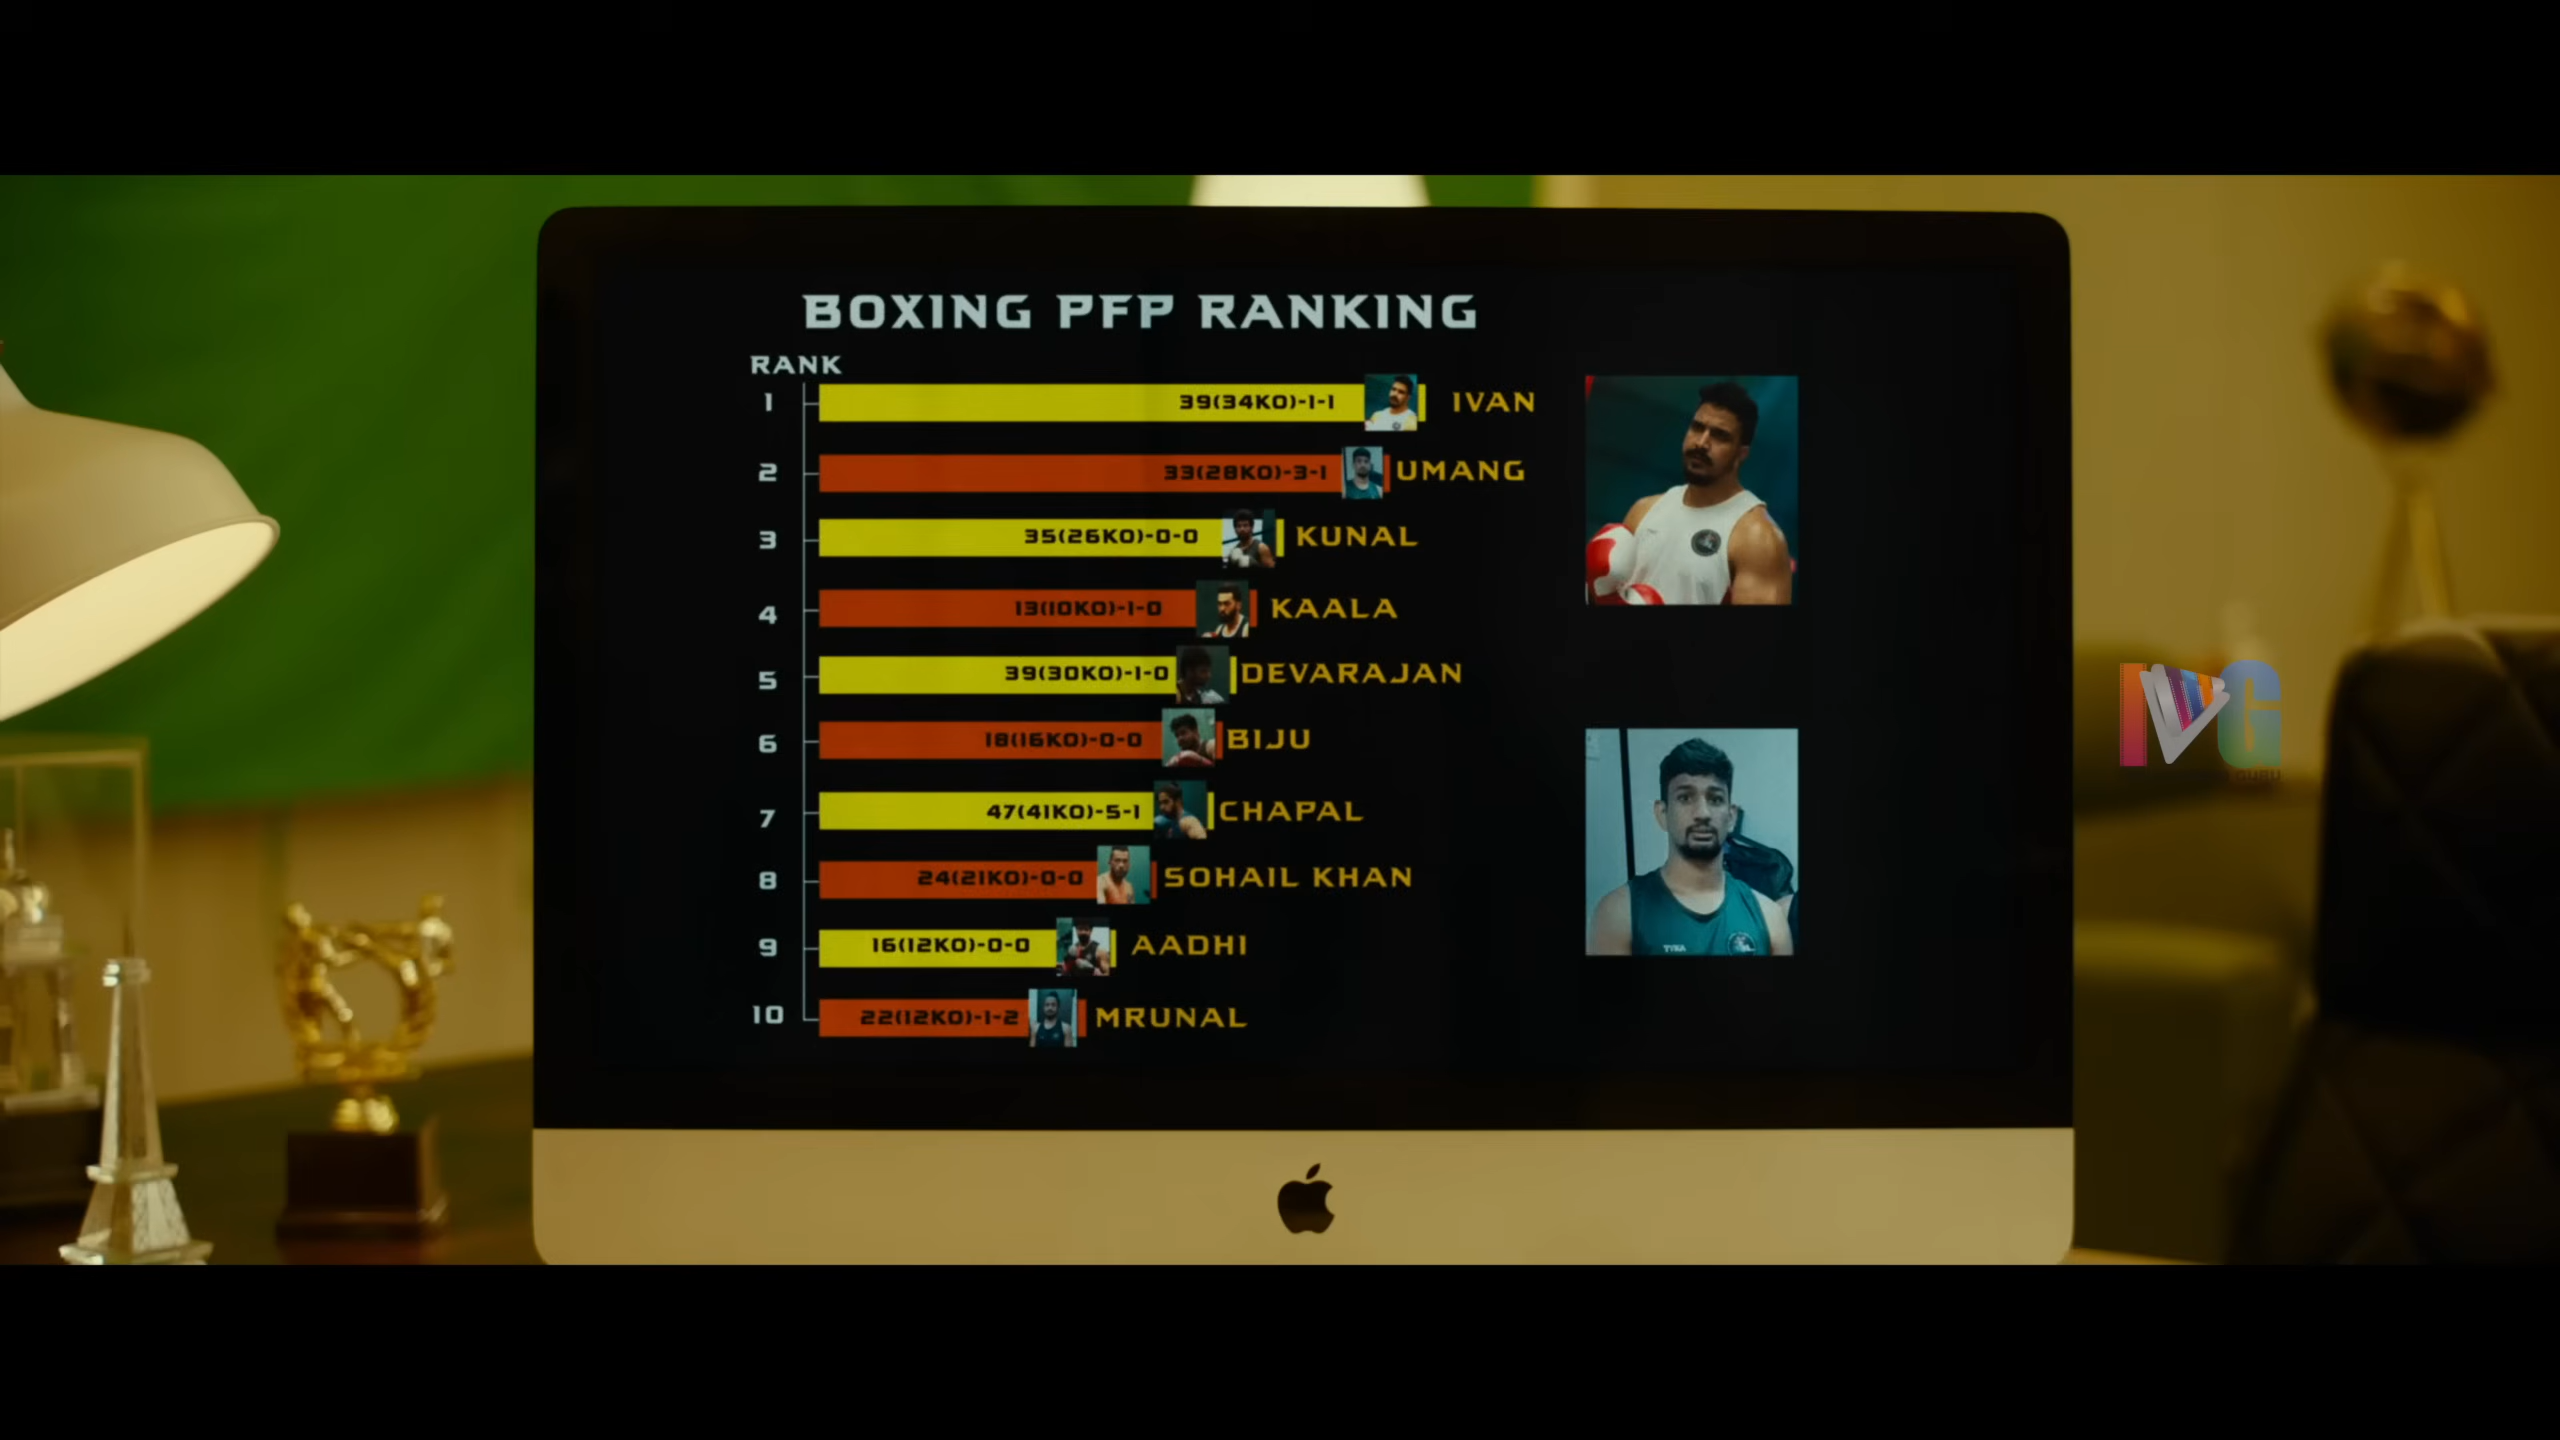 BOXING PFP RANKING
RANK
1 39(34KO)-1-1 IVAN
2 33(28KO)-3-1 UMANG
3 35(26KO)-0-0 KUNAL
4 13(10KO)-1-0 KAALA
5 39(30KO)-1-0 DEVARAJAN
6 18(16KO)-0-0 BIJU
7 47(41KO)-5-1 CHAPAL
8 24(21KO)-0-0 SOHAIL KHAN
9 16(12KO)-0-0 AADHI
10 22(12KO)-1-2 MRUNAL
TYKA